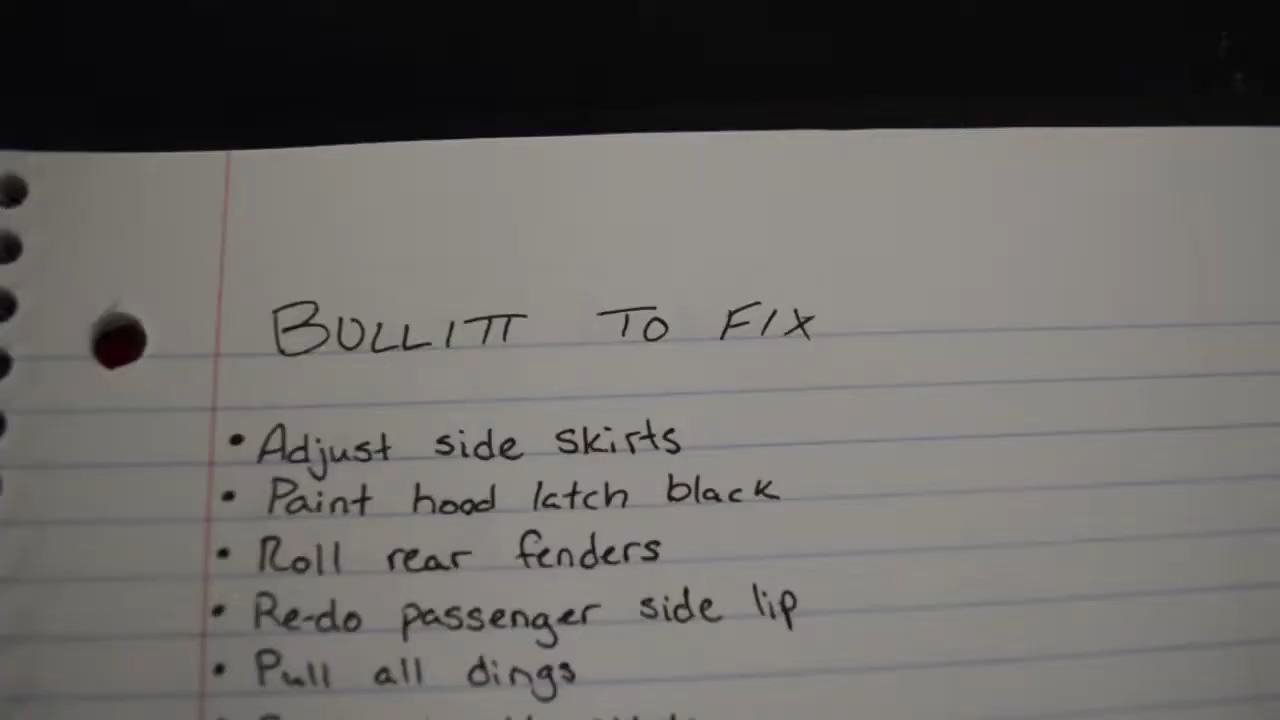 BULLITT TO FIX
• Adjust side skirts
• Paint hood latch black
• Roll rear fenders
• Re-do passenger side lip
• Pull all dings